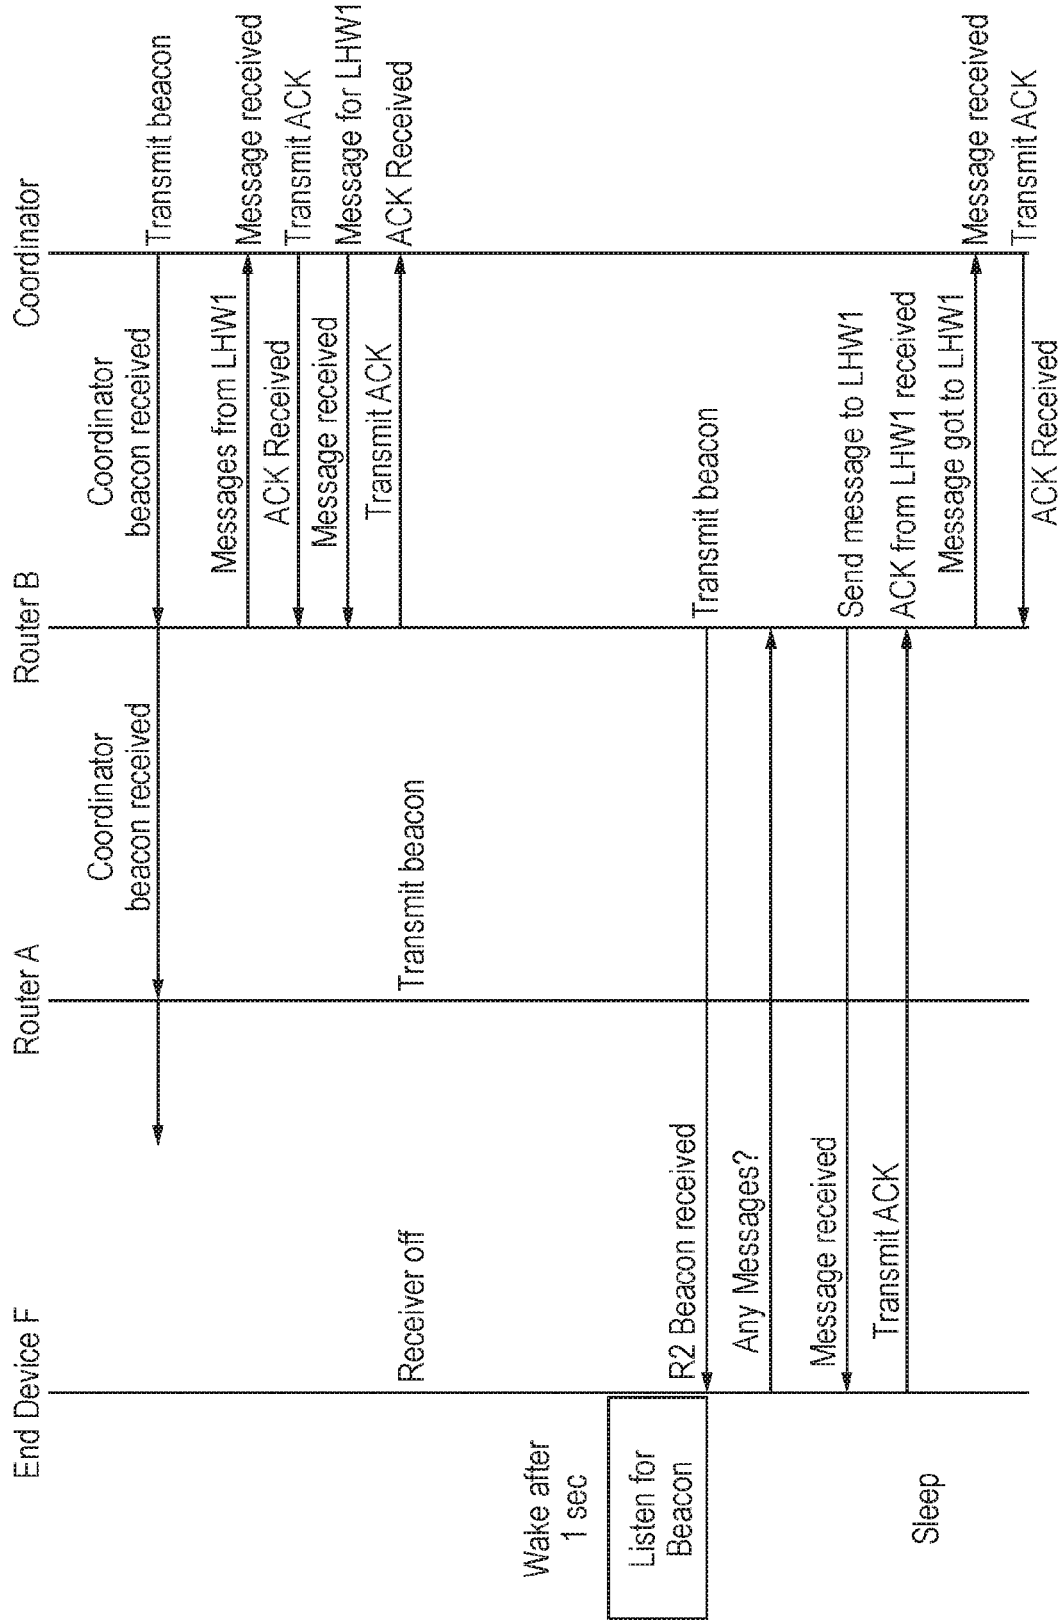 End Device F
Router A
Router B
Coordinator
Coordinator
beacon received
Coordinator
beacon received
Transmit beacon
Messages from LHW1
Message received
ACK Received
Transmit ACK
Message received
Message for LHW1
Transmit ACK
ACK Received
Receiver off
Transmit beacon
Wake after
1 sec
Listen for
Beacon
R2 Beacon received
Transmit beacon
Any Messages?
Message received
Send message to LHW1
Transmit ACK
ACK from LHW1 received
Sleep
Message got to LHW1
Message received
Transmit ACK
ACK Received